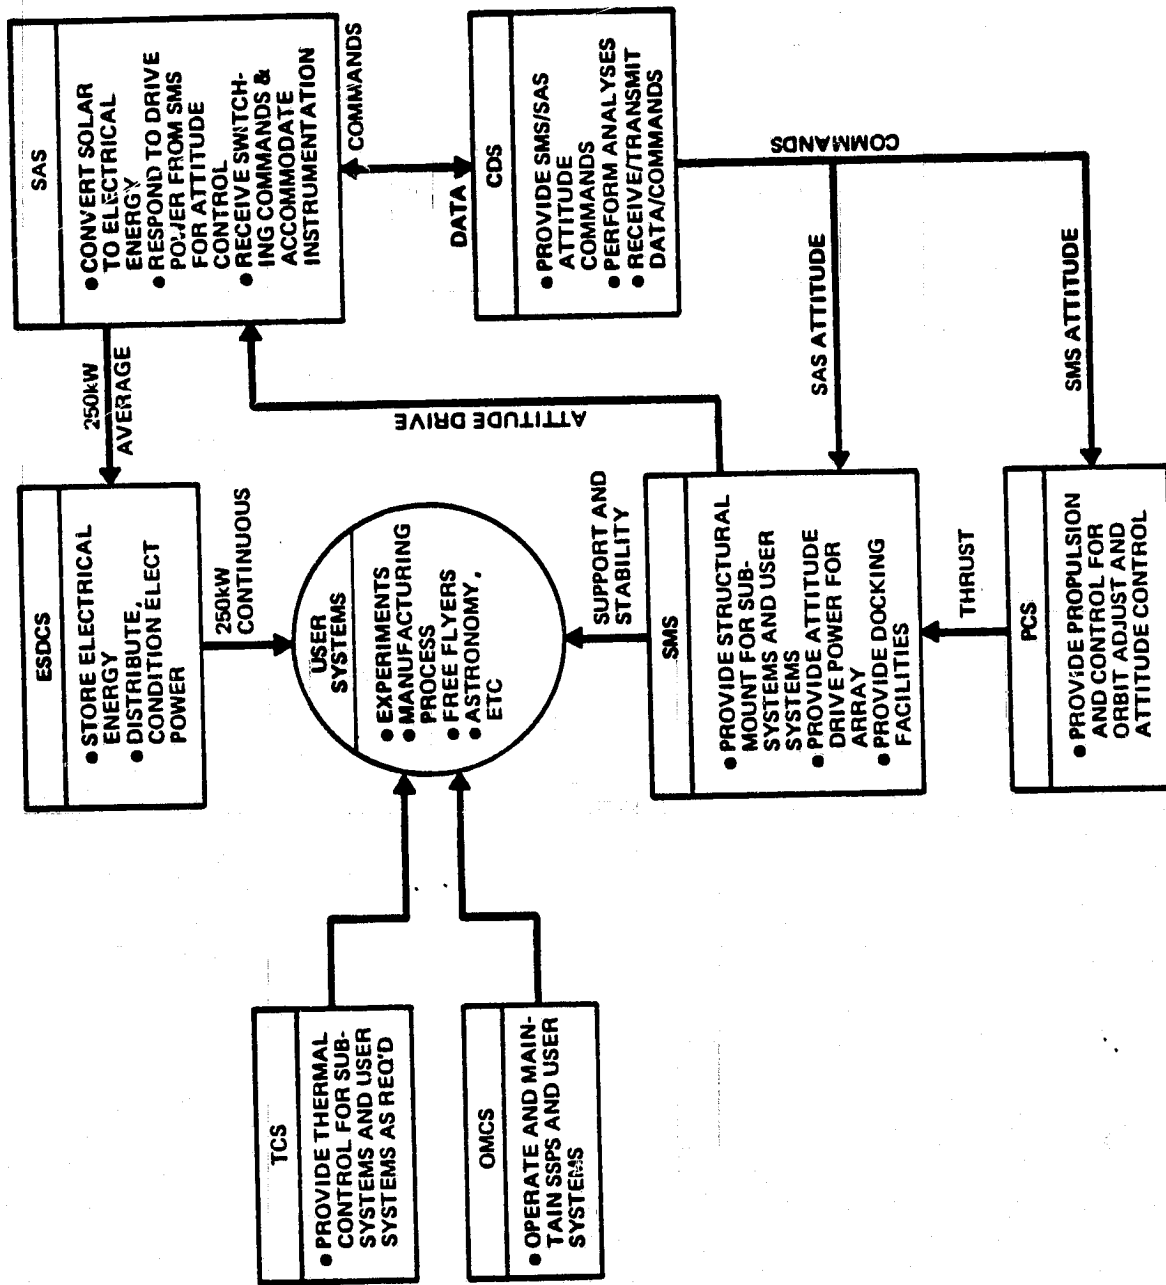 TCS
● PROVIDE THERMAL
CONTROL FOR SUB-
SYSTEMS AND USER
SYSTEMS AS REQ'D
OMCS
● OPERATE AND MAIN-
TAIN SSPS AND USER
SYSTEMS
ESDCS
● STORE ELECTRICAL
ENERGY
● DISTRIBUTE,
CONDITION ELECT
POWER
250kW
CONTINUOUS
USER
SYSTEMS
● EXPERIMENTS
● MANUFACTURING
PROCESS
● FREE FLYERS
● ASTRONOMY,
ETC
SUPPORT AND
STABILITY
SMS
● PROVIDE STRUCTURAL
MOUNT FOR SUB-
SYSTEMS AND USER
SYSTEMS
● PROVIDE ATTITUDE
DRIVE POWER FOR
ARRAY
● PROVIDE DOCKING
FACILITIES
THRUST
PCS
● PROVIDE PROPULSION
AND CONTROL FOR
ORBIT ADJUST AND
ATTITUDE CONTROL
250kW
AVERAGE
ATTITUDE DRIVE
SAS ATTITUDE
SMS ATTITUDE
SAS
● CONVERT SOLAR
TO ELECTRICAL
ENERGY
● RESPOND TO DRIVE
POWER FROM SMS
FOR ATTITUDE
CONTROL
● RECEIVE SWITCH-
ING COMMANDS &
ACCOMMODATE
INSTRUMENTATION
DATA
COMMANDS
CDS
● PROVIDE SMS/SAS
ATTITUDE
COMMANDS
● PERFORM ANALYSES
● RECEIVE/TRANSMIT
DATA/COMMANDS
COMMANDS